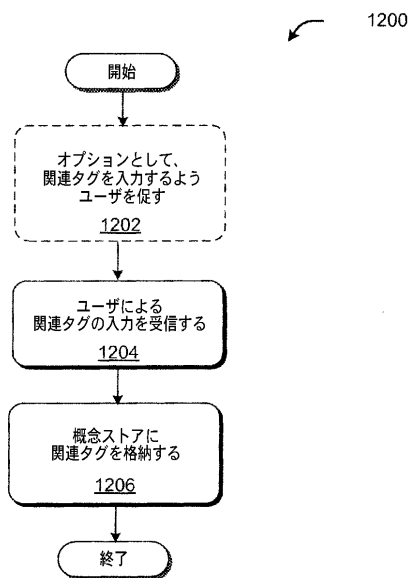 1200
開始
オプションとして、
関連タグを入力するよう
ユーザを促す
1202
ユーザによる
関連タグの入力を受信する
1204
概念ストアに
関連タグを格納する
1206
終了